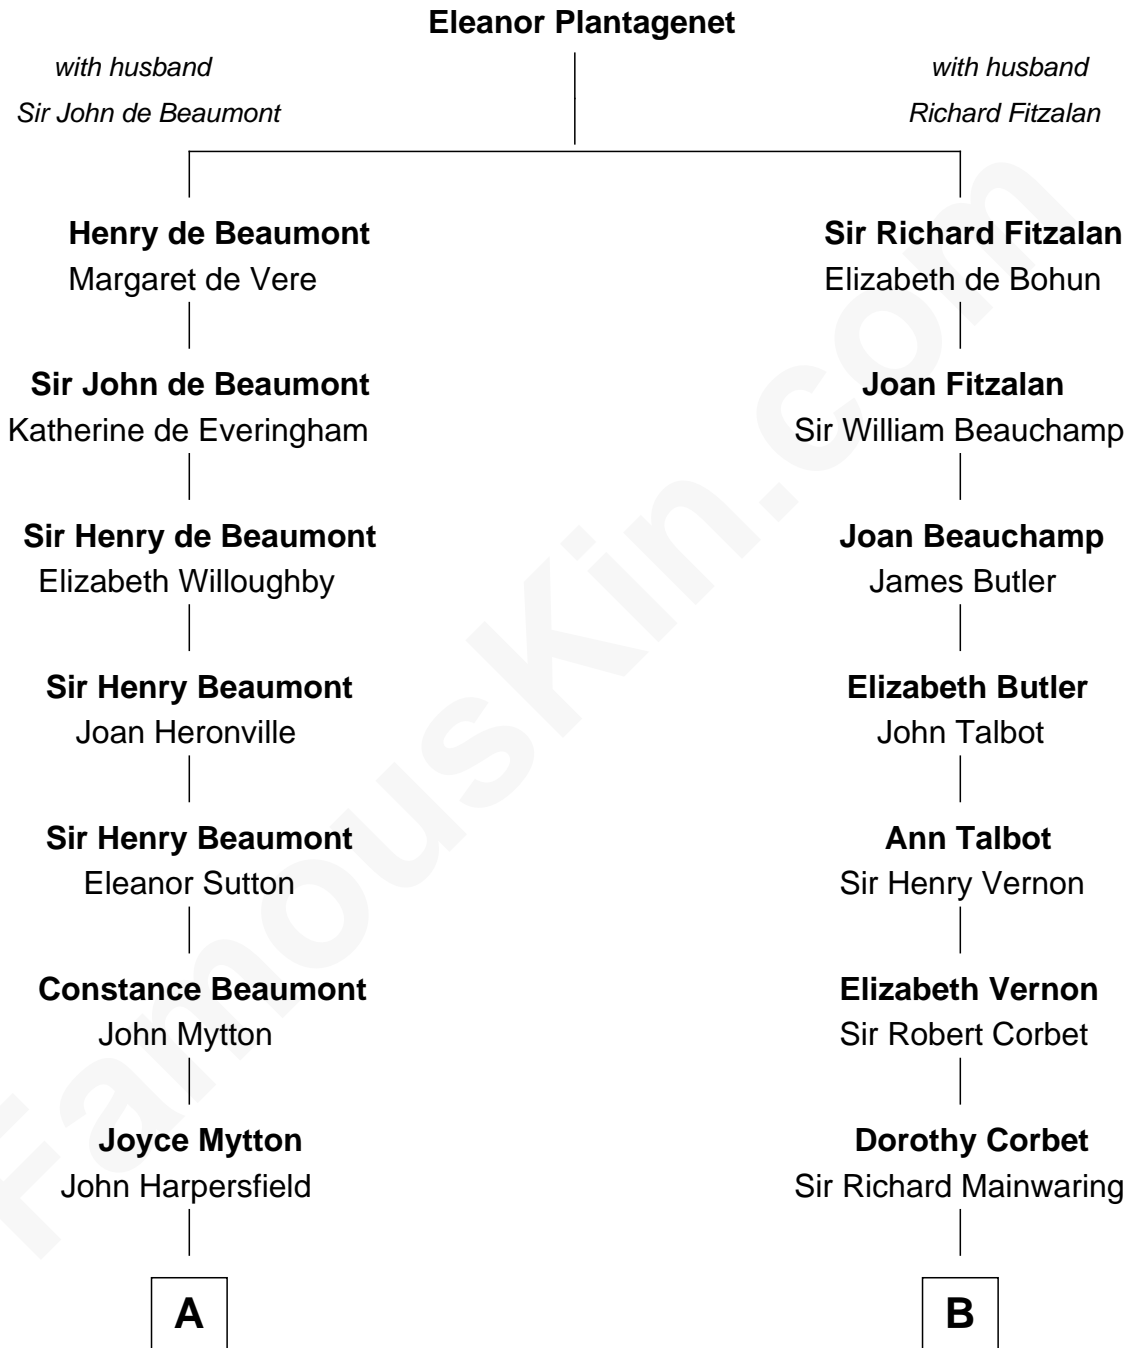 Eleanor Plantagenet
with husband
Sir John de Beaumont
with husband
Richard Fitzalan
Henry de Beaumont
Margaret de Vere
Sir Richard Fitzalan
Elizabeth de Bohun
Sir John de Beaumont
Katherine de Everingham
Joan Fitzalan
Sir William Beauchamp
Sir Henry de Beaumont
Elizabeth Willoughby
Joan Beauchamp
James Butler
Sir Henry Beaumont
Joan Heronville
Elizabeth Butler
John Talbot
Sir Henry Beaumont
Eleanor Sutton
Ann Talbot
Sir Henry Vernon
Constance Beaumont
John Mytton
Elizabeth Vernon
Sir Robert Corbet
Joyce Mytton
John Harpersfield
Dorothy Corbet
Sir Richard Mainwaring
A
B
FamousKin.com